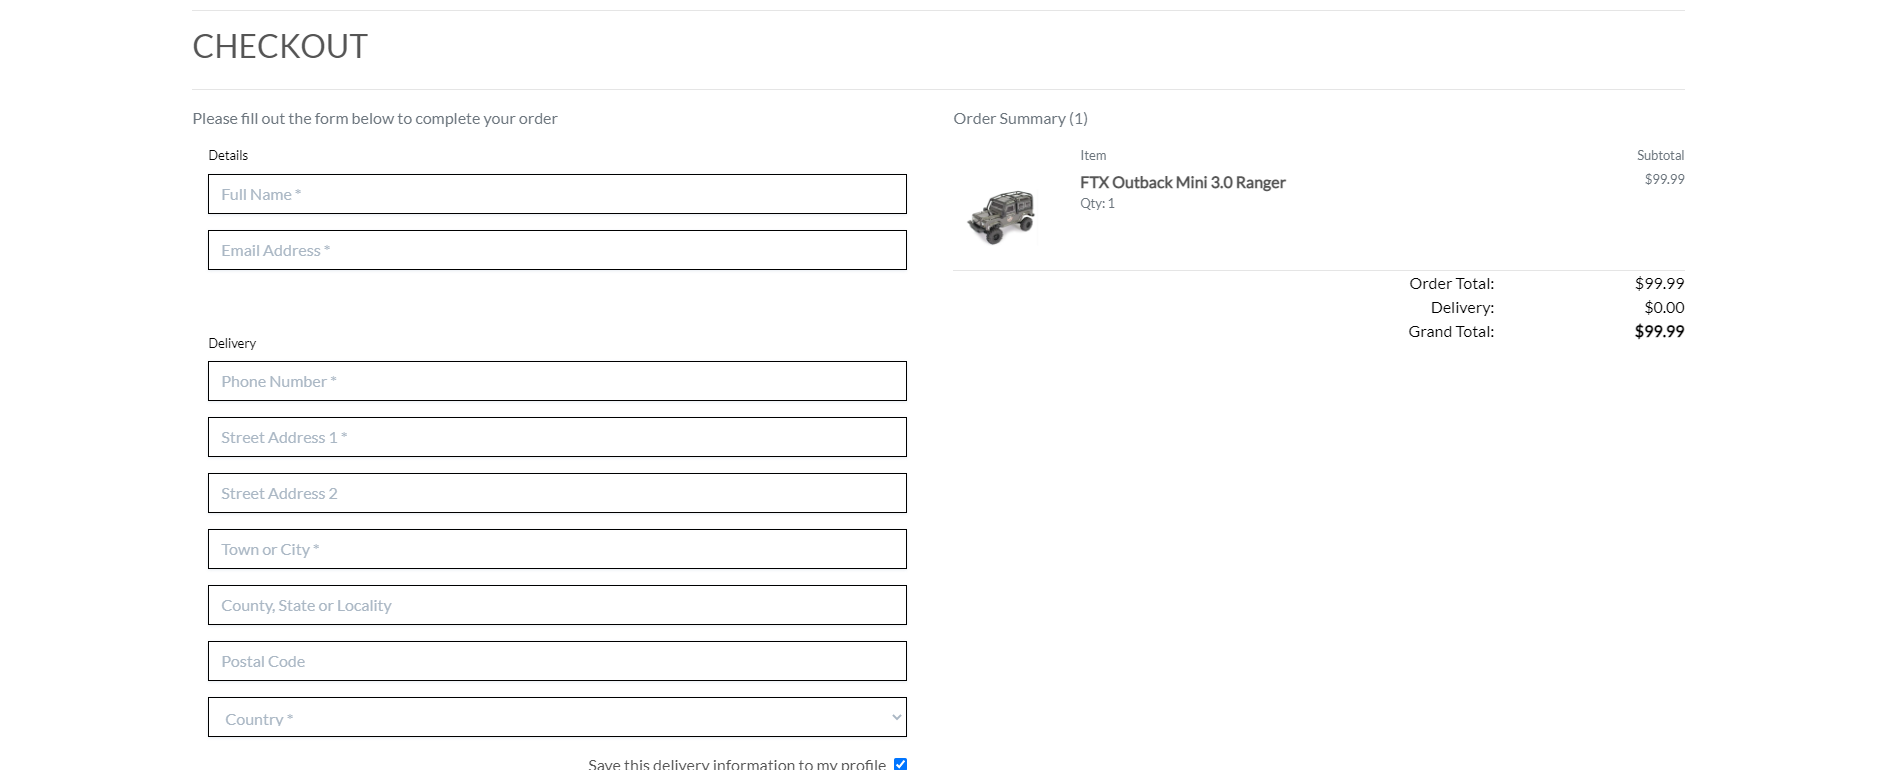 CHECKOUT
Please fill out the form below to complete your order
Details
Full Name *
Email Address *
Delivery
Phone Number *
Street Address 1 *
Street Address 2
Town or City *
County, State or Locality
Postal Code
Country *
Save this delivery information to my profile
Order Summary (1)
Item Subtotal
FTX Outback Mini 3.0 Ranger $99.99
Qty: 1
Order Total: $99.99
Delivery: $0.00
Grand Total: $99.99